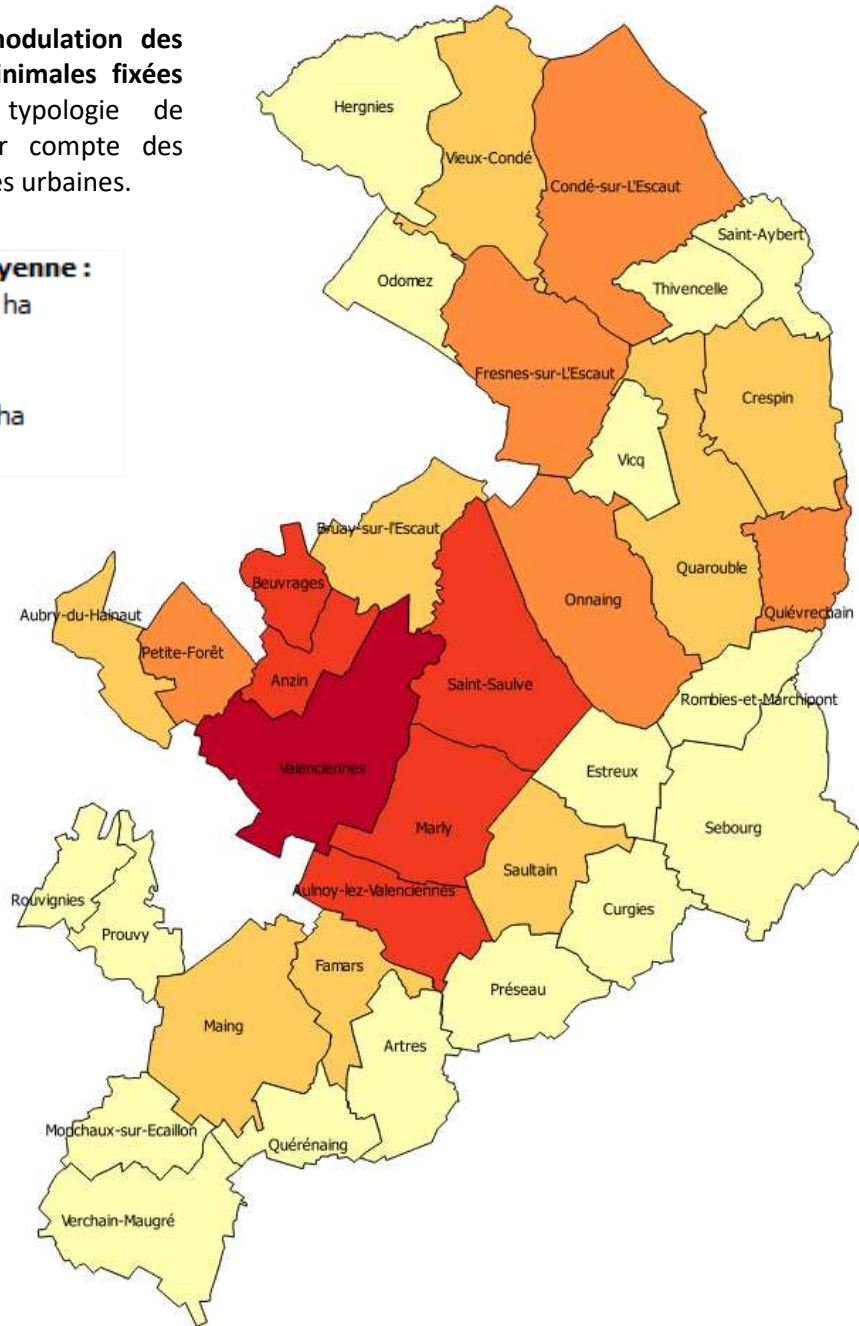 nodulation des
inimales fixées
typologie de
r compte des
es urbaines.
yenne :
ha
ha
Hergnies
Vieux-Condé
Condé-sur-L'Escaut
Saint-Aybert
Odomez
Thivencelle
Fresnes-sur-L'Escaut
Crespin
Vicq
Bruay-sur-l'Escaut
Quarouble
Beuvrages
Onnaing
Aubry-du-Hainaut
Quiévrechain
Petite-Forêt
Anzin
Saint-Saulve
Rombies-et-Marchipont
Valenciennes
Estreux
Marly
Sebourg
Saultain
Aulnoy-lez-Valenciennes
Rouvignies
Curgies
Prouvy
Famars
Préseau
Maing
Artres
Monchaux-sur-Ecaillon
Quérénaing
Verchain-Maugré